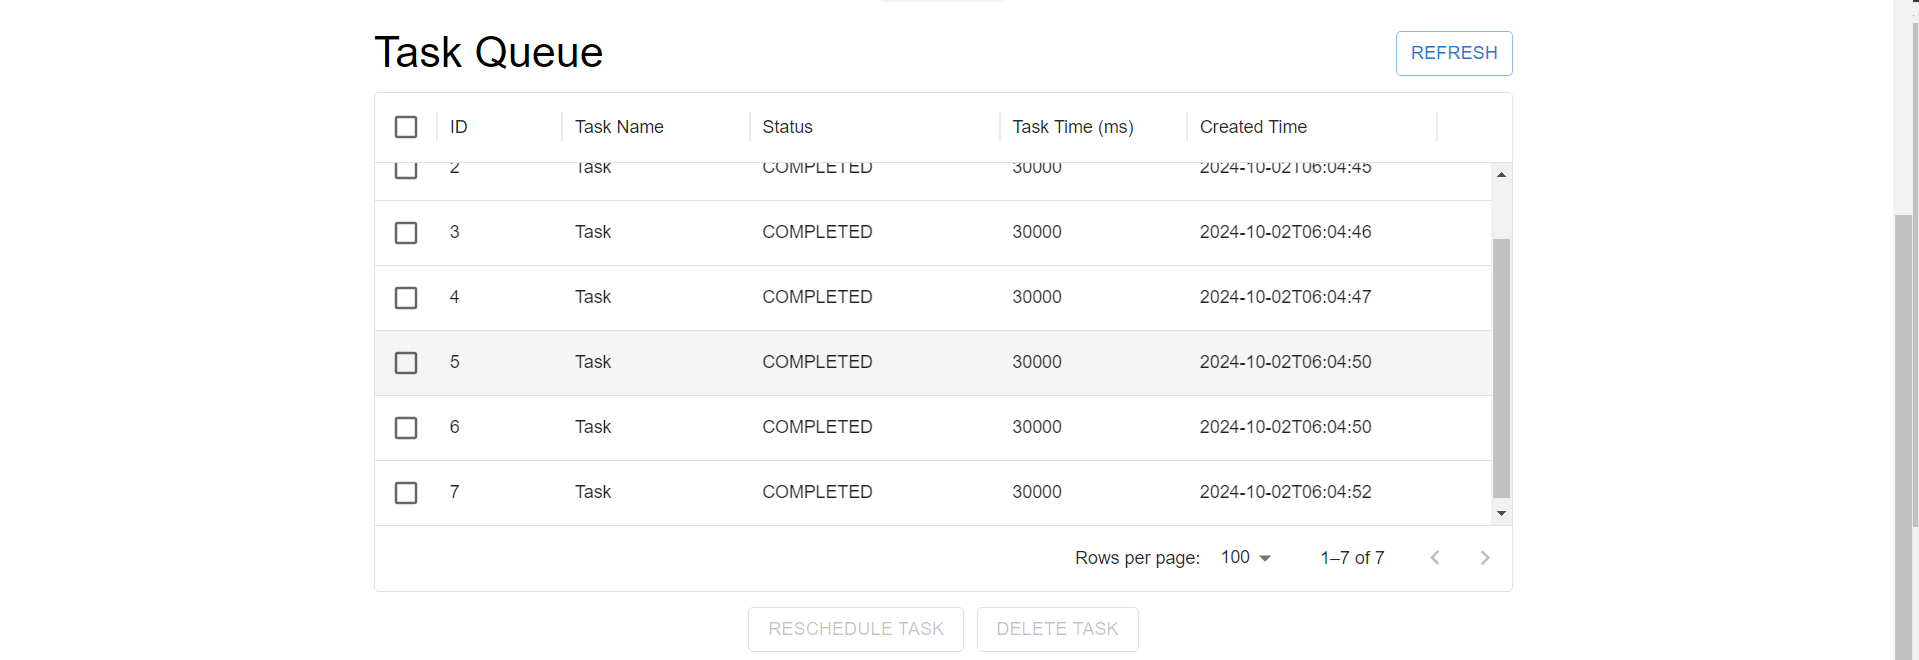 Task Queue
REFRESH
ID Task Name Status Task Time (ms) Created Time
2 Task COMPLETED 30000 2024-10-02T06:04:45
3 Task COMPLETED 30000 2024-10-02T06:04:46
4 Task COMPLETED 30000 2024-10-02T06:04:47
5 Task COMPLETED 30000 2024-10-02T06:04:50
6 Task COMPLETED 30000 2024-10-02T06:04:50
7 Task COMPLETED 30000 2024-10-02T06:04:52
Rows per page: 100 1–7 of 7
RESCHEDULE TASK DELETE TASK